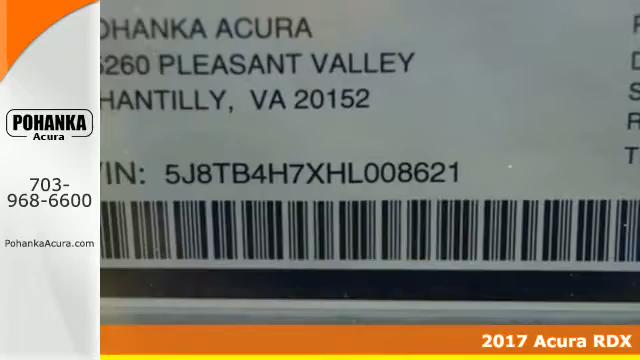 POHANKA
Acura
703-
968-6600
PohankaAcura.com
OHANKA ACURA
5260 PLEASANT VALLEY
HANTILLY, VA 20152
VIN: 5J8TB4H7XHL008621
2017 Acura RDX